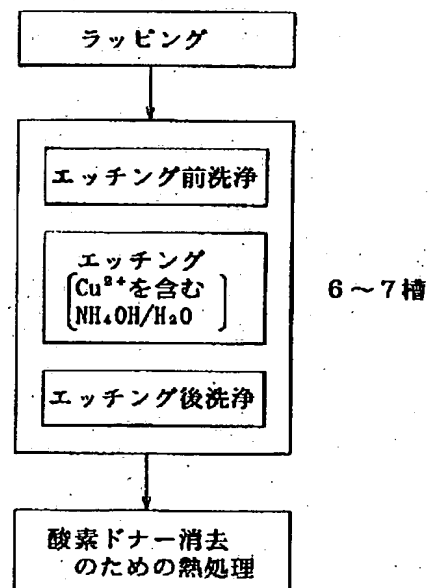 ラッピング
エッチング前洗浄
エッチング
Cu²⁺を含む
NH₄OH/H₂O
6～7槽
エッチング後洗浄
酸素ドナー消去
のための熱処理